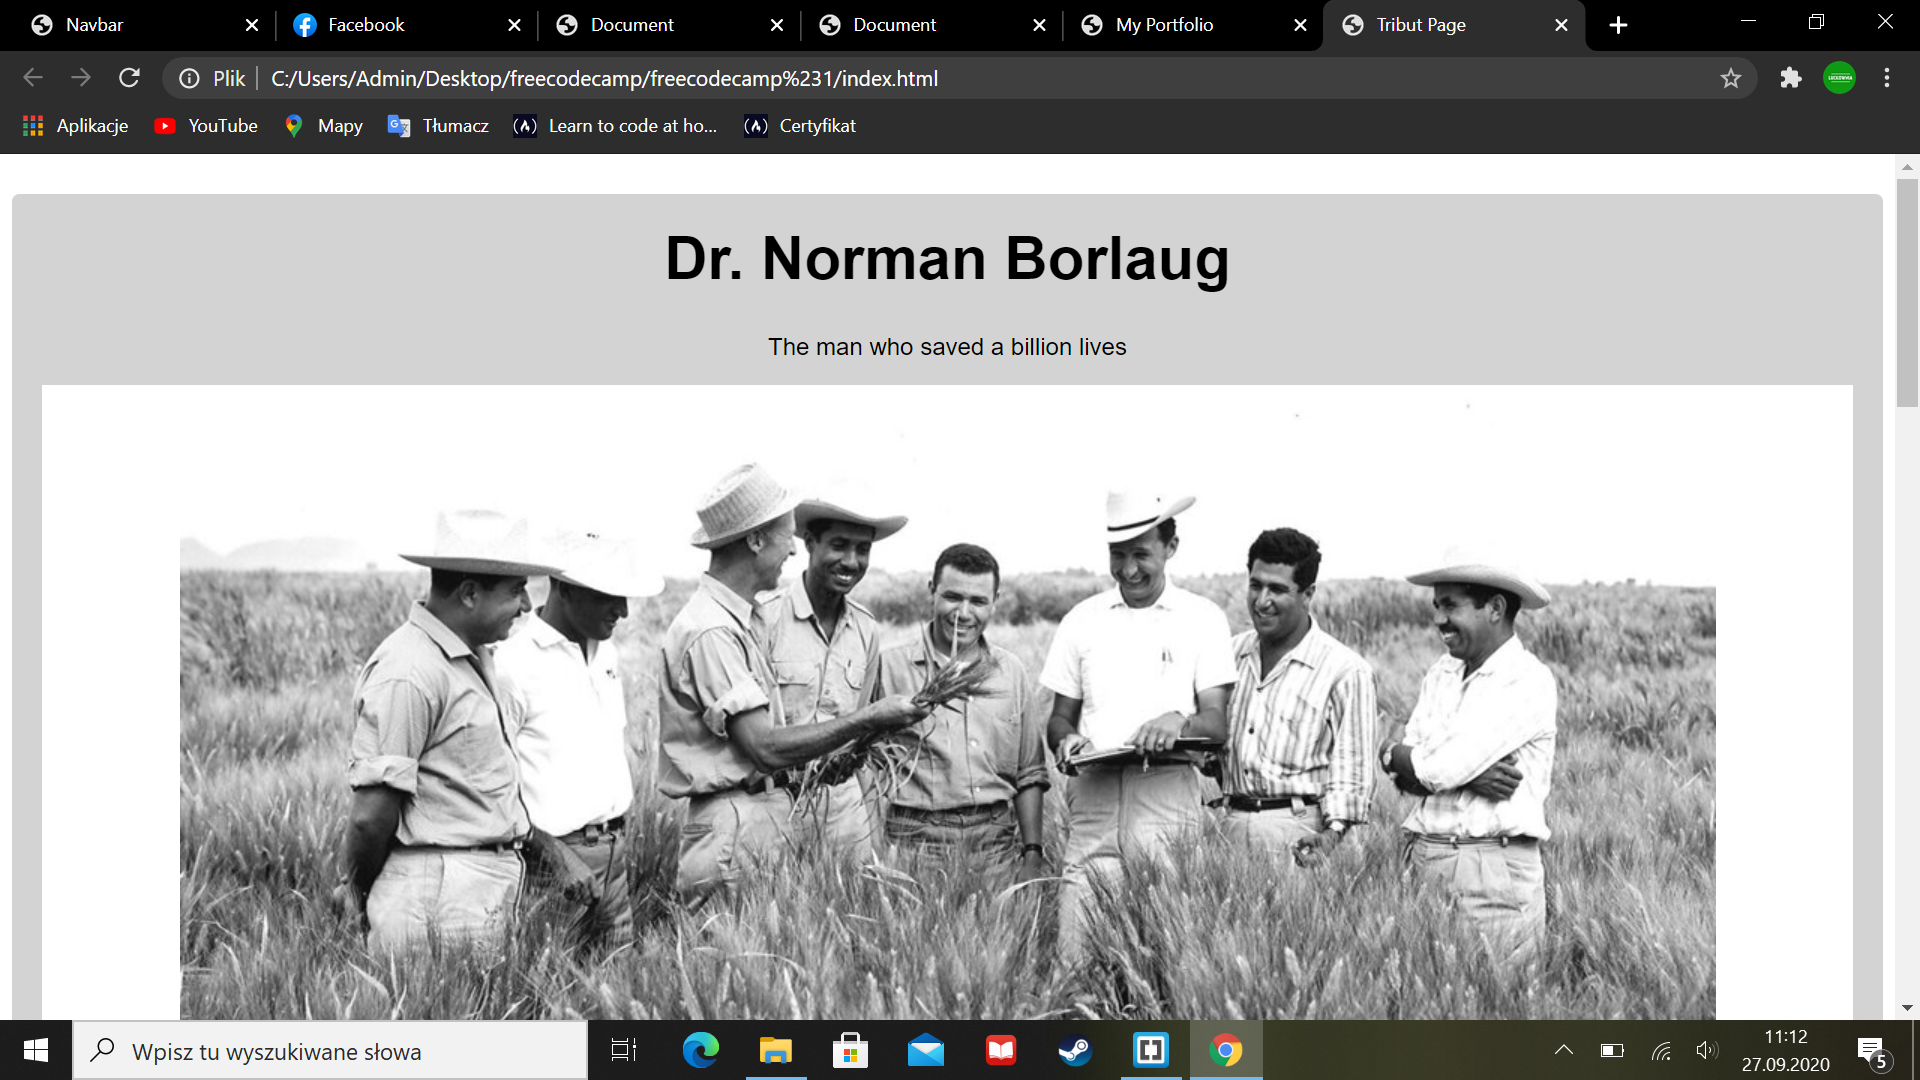 Navbar
Facebook
Document
Document
My Portfolio
Tribut Page
Plik
C:/Users/Admin/Desktop/freecodecamp/freecodecamp%231/index.html
Aplikacje
YouTube
Mapy
Tłumacz
Learn to code at ho...
Certyfikat
Dr. Norman Borlaug
The man who saved a billion lives
Wpisz tu wyszukiwane słowa
11:12
27.09.2020
5